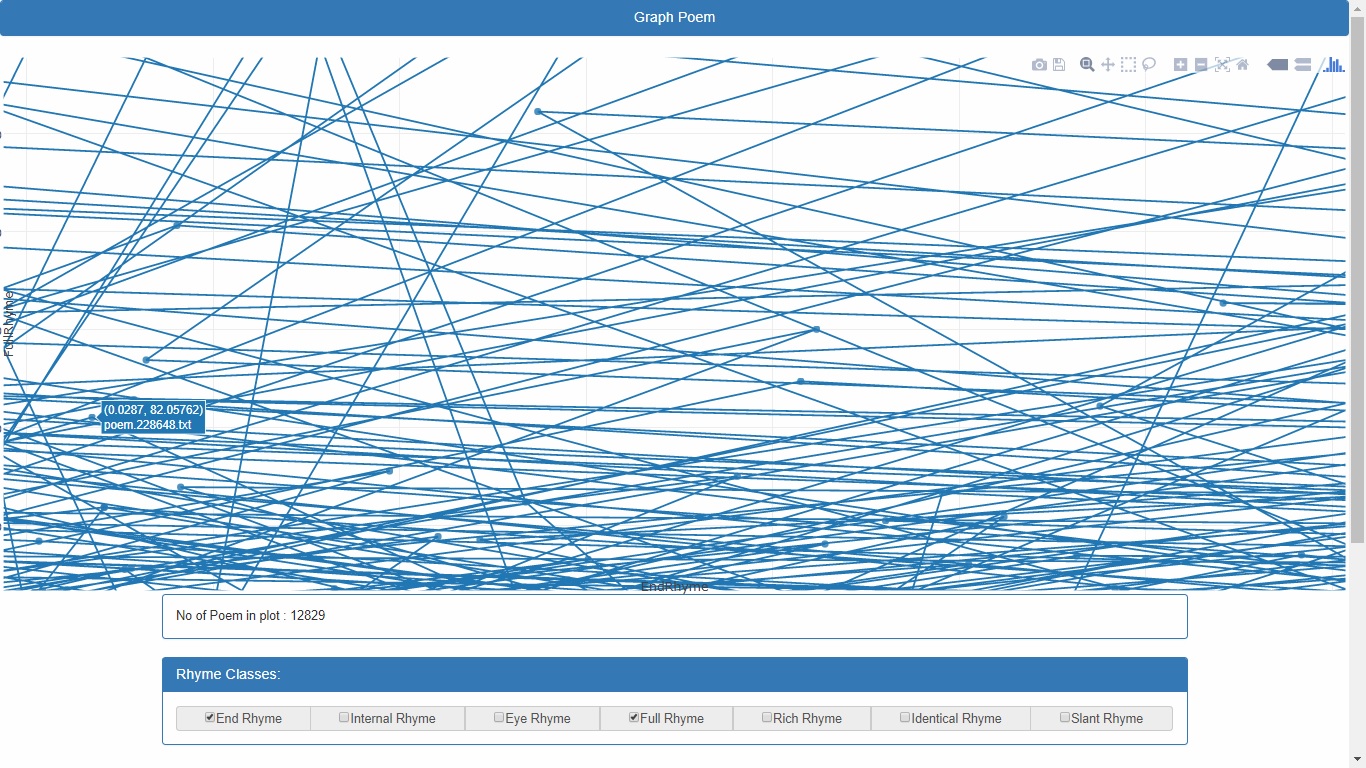 Graph Poem
FullRhyme
(0.0287, 82.05762)
poem.228648.txt
EndRhyme
No of Poem in plot : 12829
Rhyme Classes:
End Rhyme
Internal Rhyme
Eye Rhyme
Full Rhyme
Rich Rhyme
Identical Rhyme
Slant Rhyme